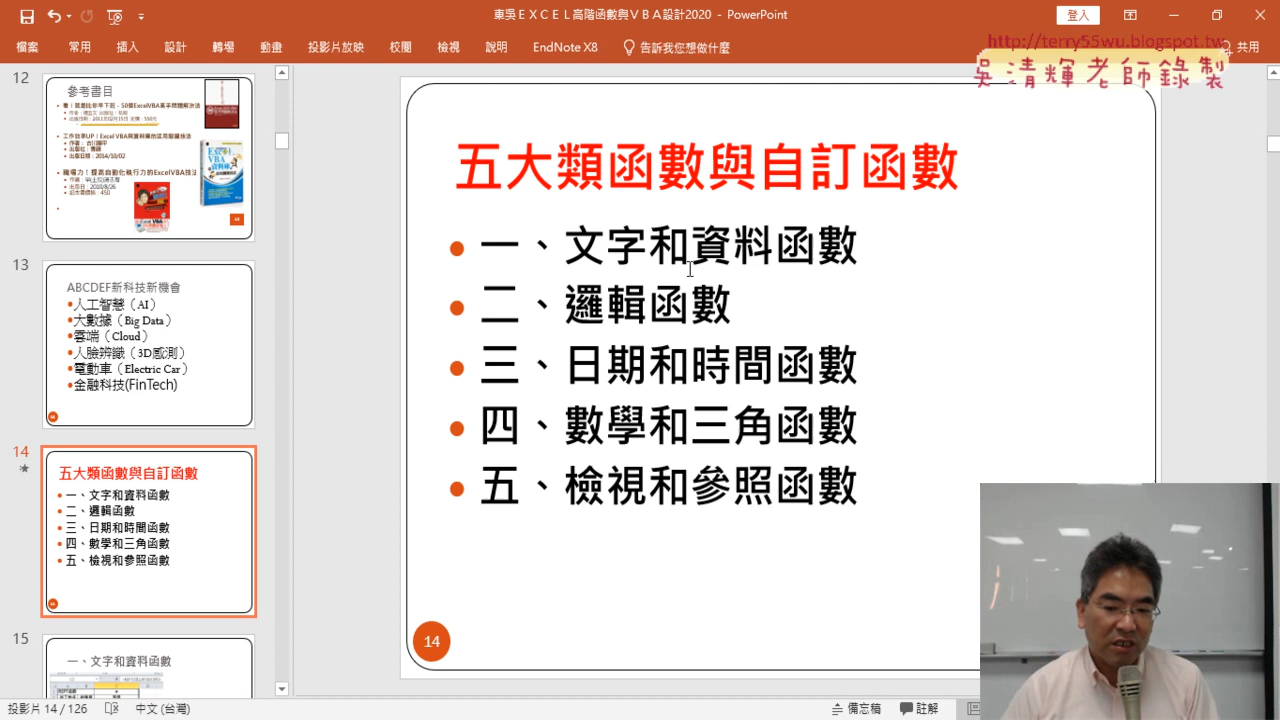 東吳ＥＸＣＥＬ高階函數與ＶＢＡ設計2020 - PowerPoint
登入
檔案 常用 插入 設計 轉場 動畫 投影片放映 校閱 檢視 說明 EndNote X8 告訴我您想做什麼 共用
http://terry55wu.blogspot.tw
吳清輝老師錄製
12
參考書目
13
ABCDEF新科技新機會
•人工智慧（AI）
•大數據（Big Data）
•雲端（Cloud）
•人臉辨識（3D感測）
•電動車（Electric Car）
•金融科技(FinTech)
14
五大類函數與自訂函數
• 一、文字和資料函數
• 二、邏輯函數
• 三、日期和時間函數
• 四、數學和三角函數
• 五、檢視和參照函數
15
一、文字和資料函數
五大類函數與自訂函數
• 一、文字和資料函數
• 二、邏輯函數
• 三、日期和時間函數
• 四、數學和三角函數
• 五、檢視和參照函數
14
投影片 14 / 126 中文 (台灣) 備忘稿 註解